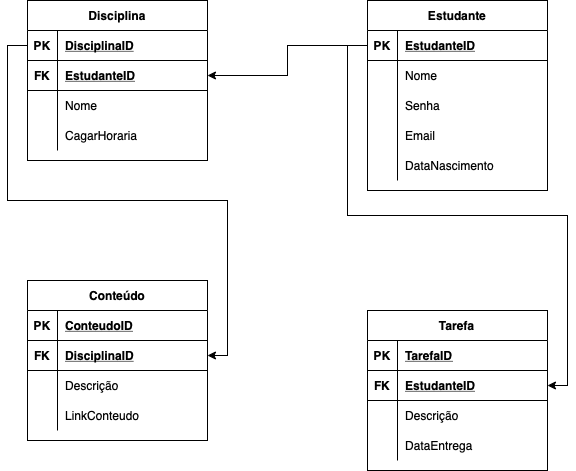 Disciplina
PK DisciplinaID
FK EstudanteID
Nome
CagarHoraria
Estudante
PK EstudanteID
Nome
Senha
Email
DataNascimento
Conteúdo
PK ConteudoID
FK DisciplinaID
Descrição
LinkConteudo
Tarefa
PK TarefaID
FK EstudanteID
Descrição
DataEntrega